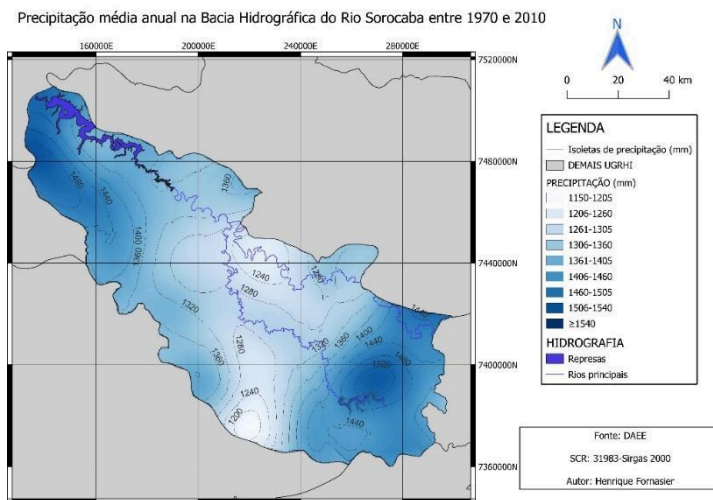 Precipitação média anual na Bacia Hidrográfica do Rio Sorocaba entre 1970 e 2010
160000E 200000E 240000E 280000E
7520000N
7480000N
7440000N
7400000N
7360000N
1360
1480
1440
1400
1360
1240
1280
1280
1320
1440
1400
1320
1360
1440
1480
1280
1360
1240
1200
1440
N
0 20 40 km
LEGENDA
Isoietas de precipitação (mm)
DEMAIS UGRHI
PRECIPITAÇÃO (mm)
1150-1205
1206-1260
1261-1305
1306-1360
1361-1405
1406-1460
1460-1505
1506-1540
≥1540
HIDROGRAFIA
Represas
Rios principais
Fonte: DAEE
SCR: 31983-Sirgas 2000
Autor: Henrique Fornasier